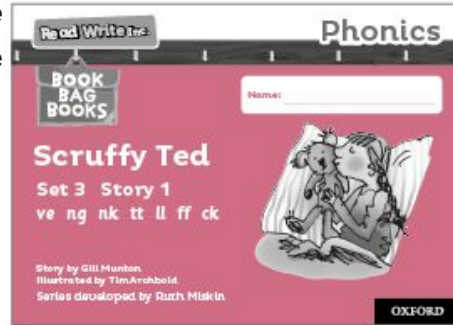 e
e
Read Write Inc.
Phonics
BOOK
BAG
BOOKS
Name:
Scruffy Ted
Set 3 Story 1
ve ng nk tt ll ff ck
Story by Gill Munton
Illustrated by Tim Archbold
Series developed by Ruth Miskin
OXFORD